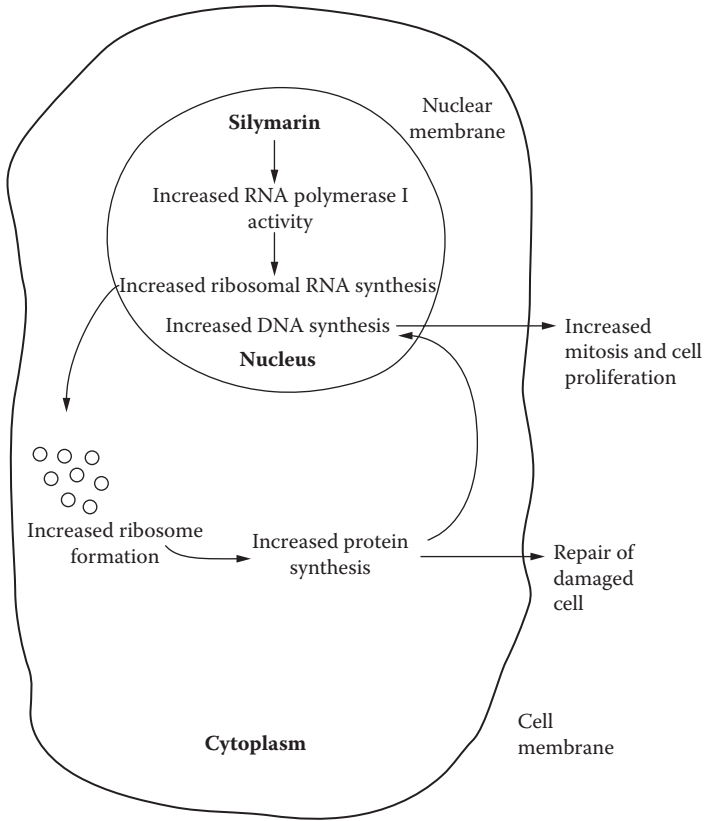 Nuclear
membrane
Silymarin
Increased RNA polymerase I
activity
Increased ribosomal RNA synthesis
Increased DNA synthesis
Nucleus
Increased
mitosis and cell
proliferation
Increased ribosome
formation
Increased protein
synthesis
Repair of
damaged
cell
Cytoplasm
Cell
membrane